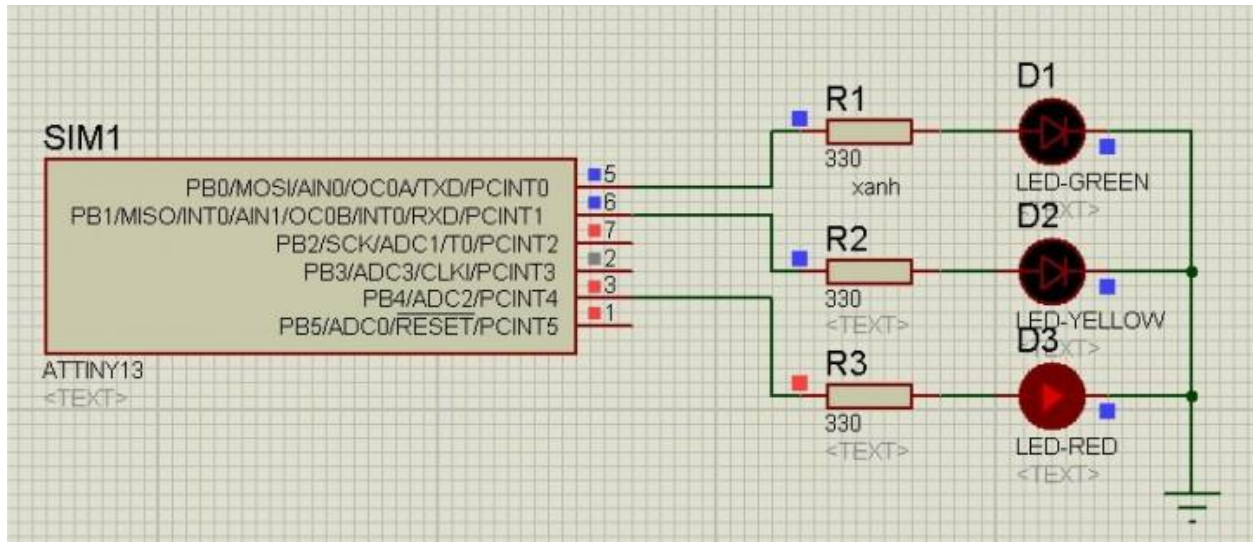 SIM1
PB0/MOSI/AIN0/OC0A/TXD/PCINT0
5
PB1/MISO/INT0/AIN1/OC0B/INT0/RXD/PCINT1
6
PB2/SCK/ADC1/T0/PCINT2
7
PB3/ADC3/CLKI/PCINT3
2
PB4/ADC2/PCINT4
3
PB5/ADC0/RESET/PCINT5
1
ATTINY13
<TEXT>
R1
330
xanh
D1
LED-GREEN
<TEXT>
R2
330
<TEXT>
D2
LED-YELLOW
<TEXT>
R3
330
<TEXT>
D3
LED-RED
<TEXT>